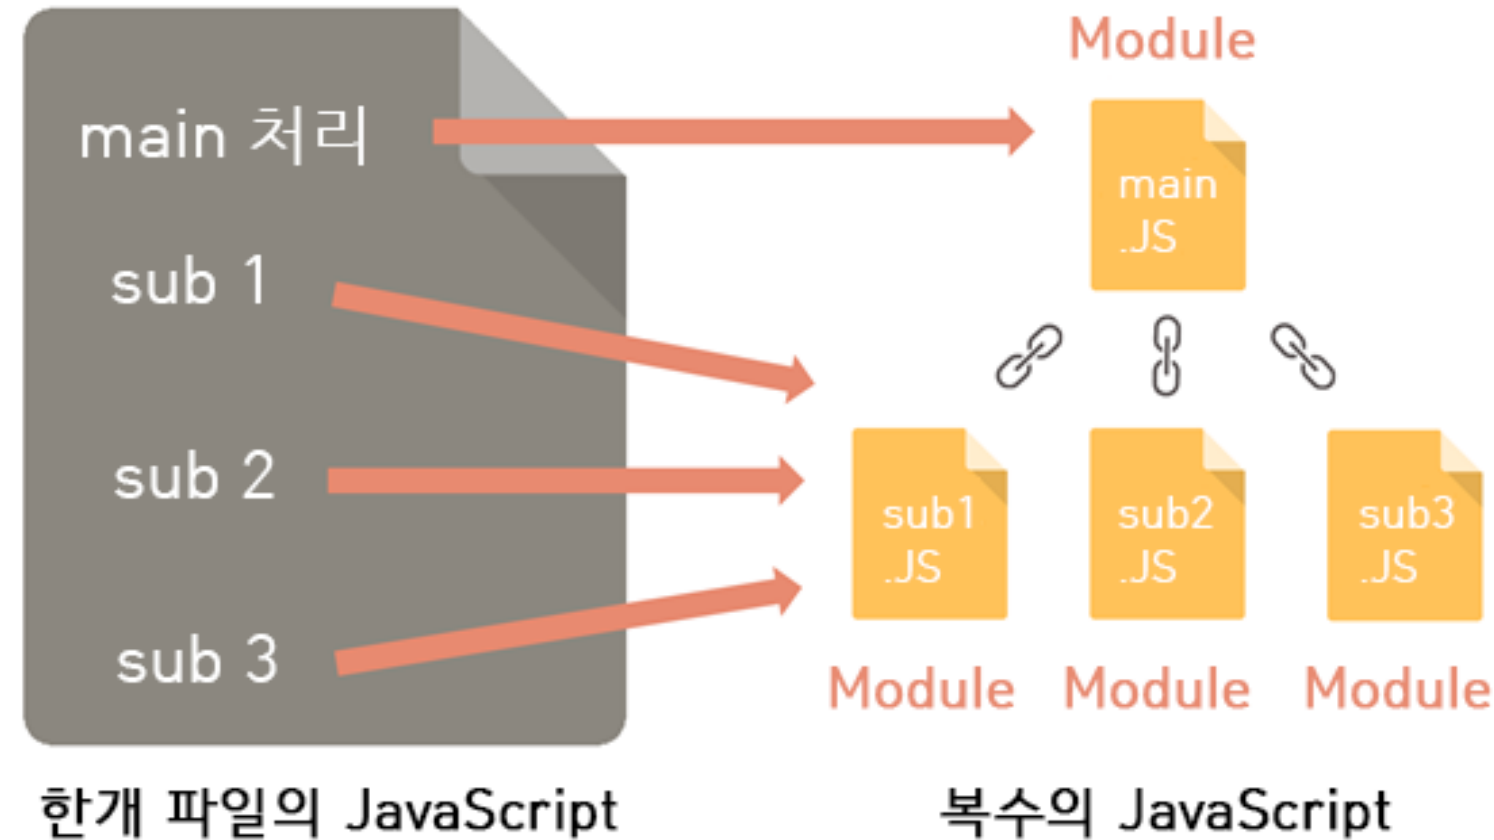 Module
main 처리
main
.JS
sub 1
sub 2
sub 3
sub1
.JS
sub2
.JS
sub3
.JS
Module
Module
Module
한개 파일의 JavaScript
복수의 JavaScript